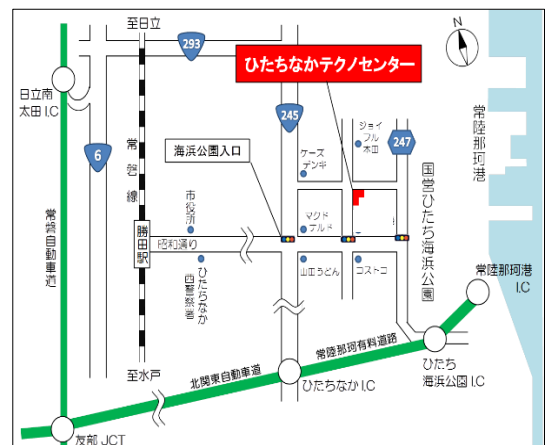 至日立
293
N
ひたちなかテクノセンター
日立南
太田 I.C
常陸那珂港
245
ジョイ
フル
本田
247
海浜公園入口
6
常磐線
ケーズ
デンキ
国営ひたち海浜公園
市役所
マクド
ナルド
常磐自動車道
勝田駅
昭和通り
ひたちなか
西警察署
山田うどん
コストコ
常陸那珂港
I.C
常陸那珂有料道路
ひたち
海浜公園 I.C
至水戸
北関東自動車道
ひたちなか I.C
友部 JCT